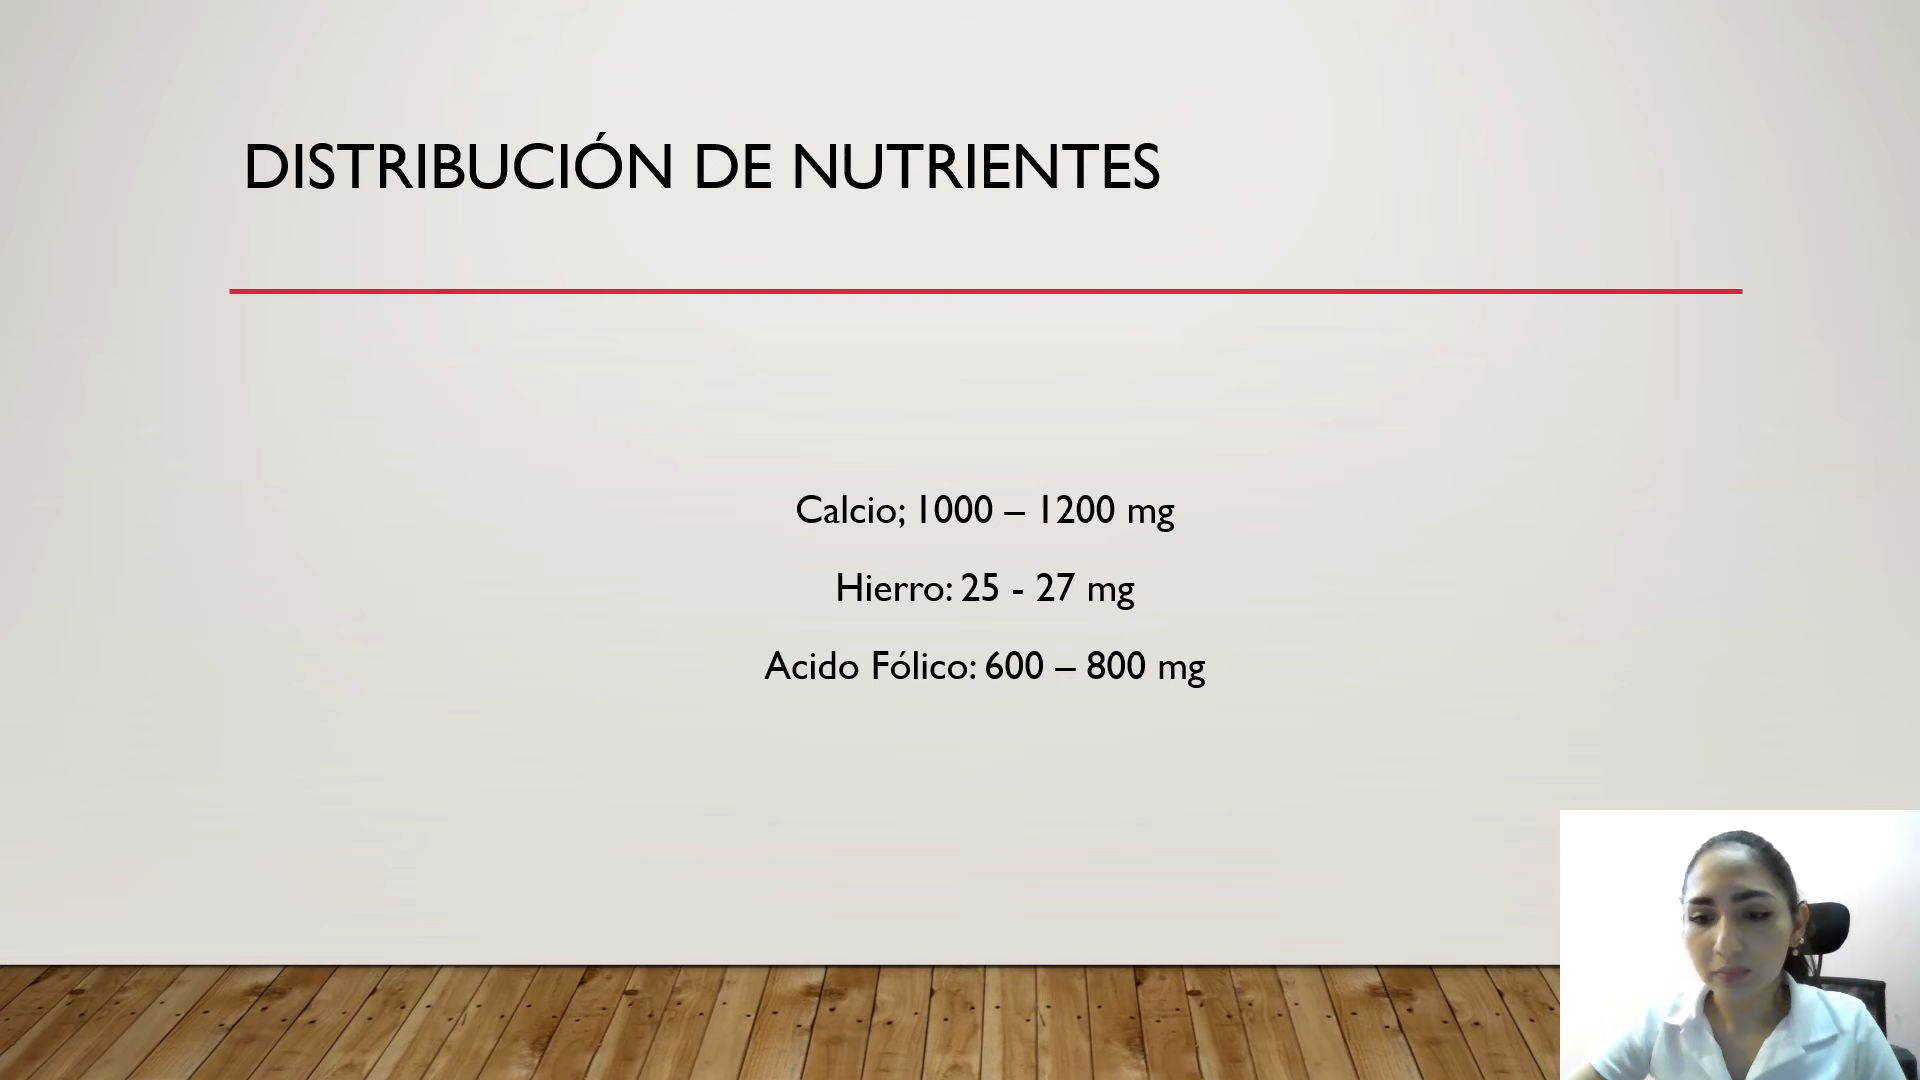 DISTRIBUCIÓN DE NUTRIENTES
Calcio; 1000 – 1200 mg
Hierro: 25 - 27 mg
Acido Fólico: 600 – 800 mg